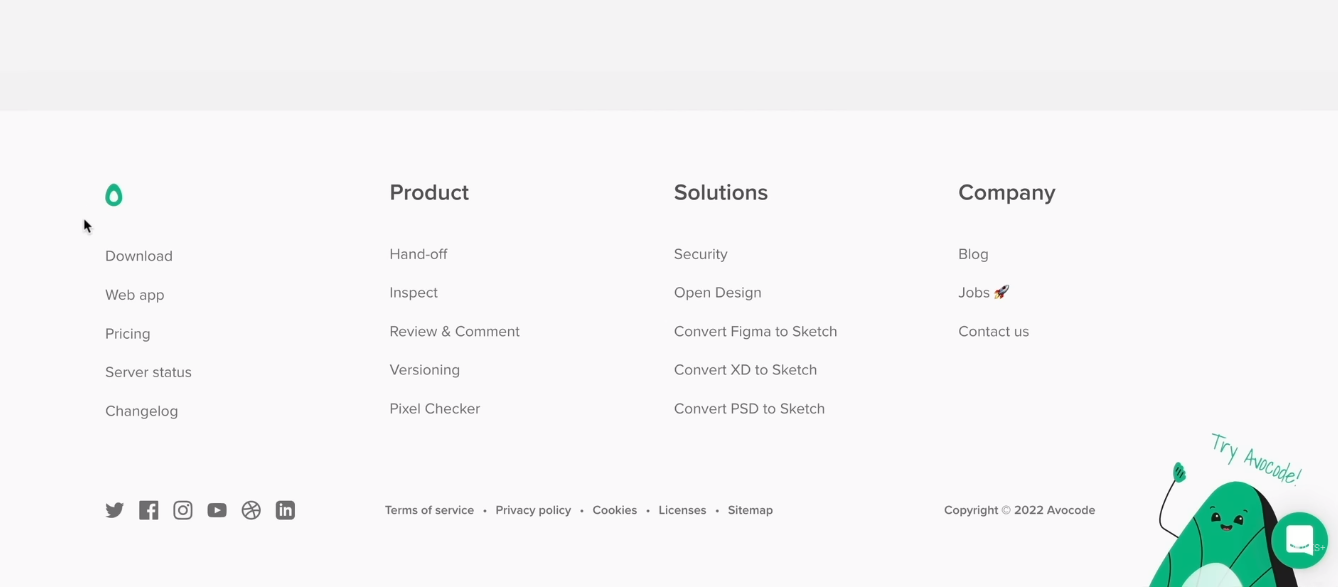 Product
Solutions
Company
Download
Web app
Pricing
Server status
Changelog
Hand-off
Inspect
Review & Comment
Versioning
Pixel Checker
Security
Open Design
Convert Figma to Sketch
Convert XD to Sketch
Convert PSD to Sketch
Blog
Jobs 🚀
Contact us
Try Avocode!
Terms of service • Privacy policy • Cookies • Licenses • Sitemap
Copyright © 2022 Avocode